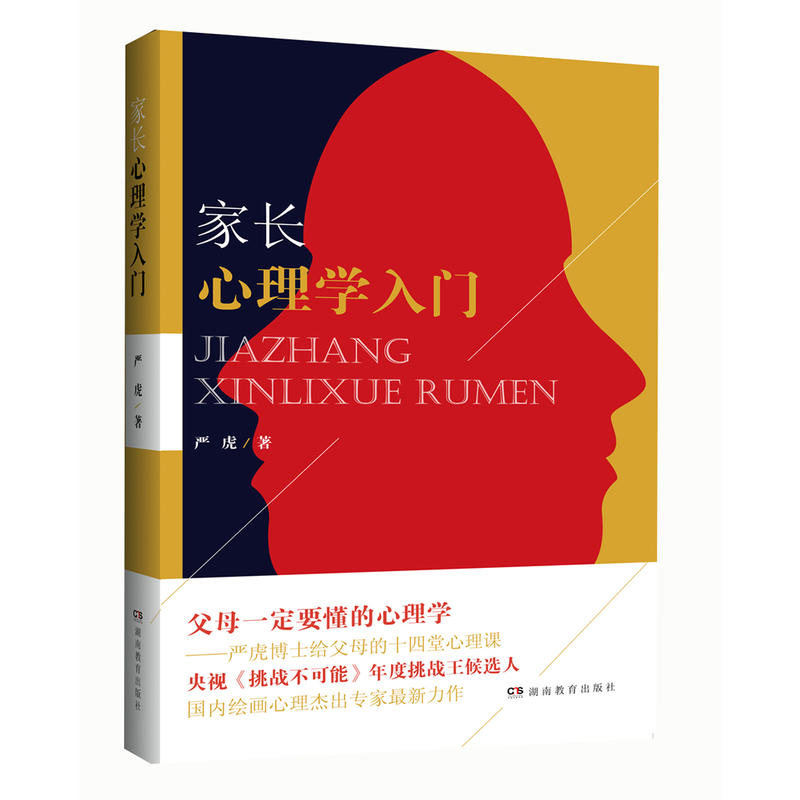 家长
心理学入门
JIAZHANG
XINLIXUE RUMEN
严虎/著
父母一定要懂的心理学
——严虎博士给父母的十四堂心理课
央视《挑战不可能》年度挑战王候选人
国内绘画心理杰出专家最新力作
CS 湖南教育出版社
家长心理学入门
严虎/著
CS 湖南教育出版社